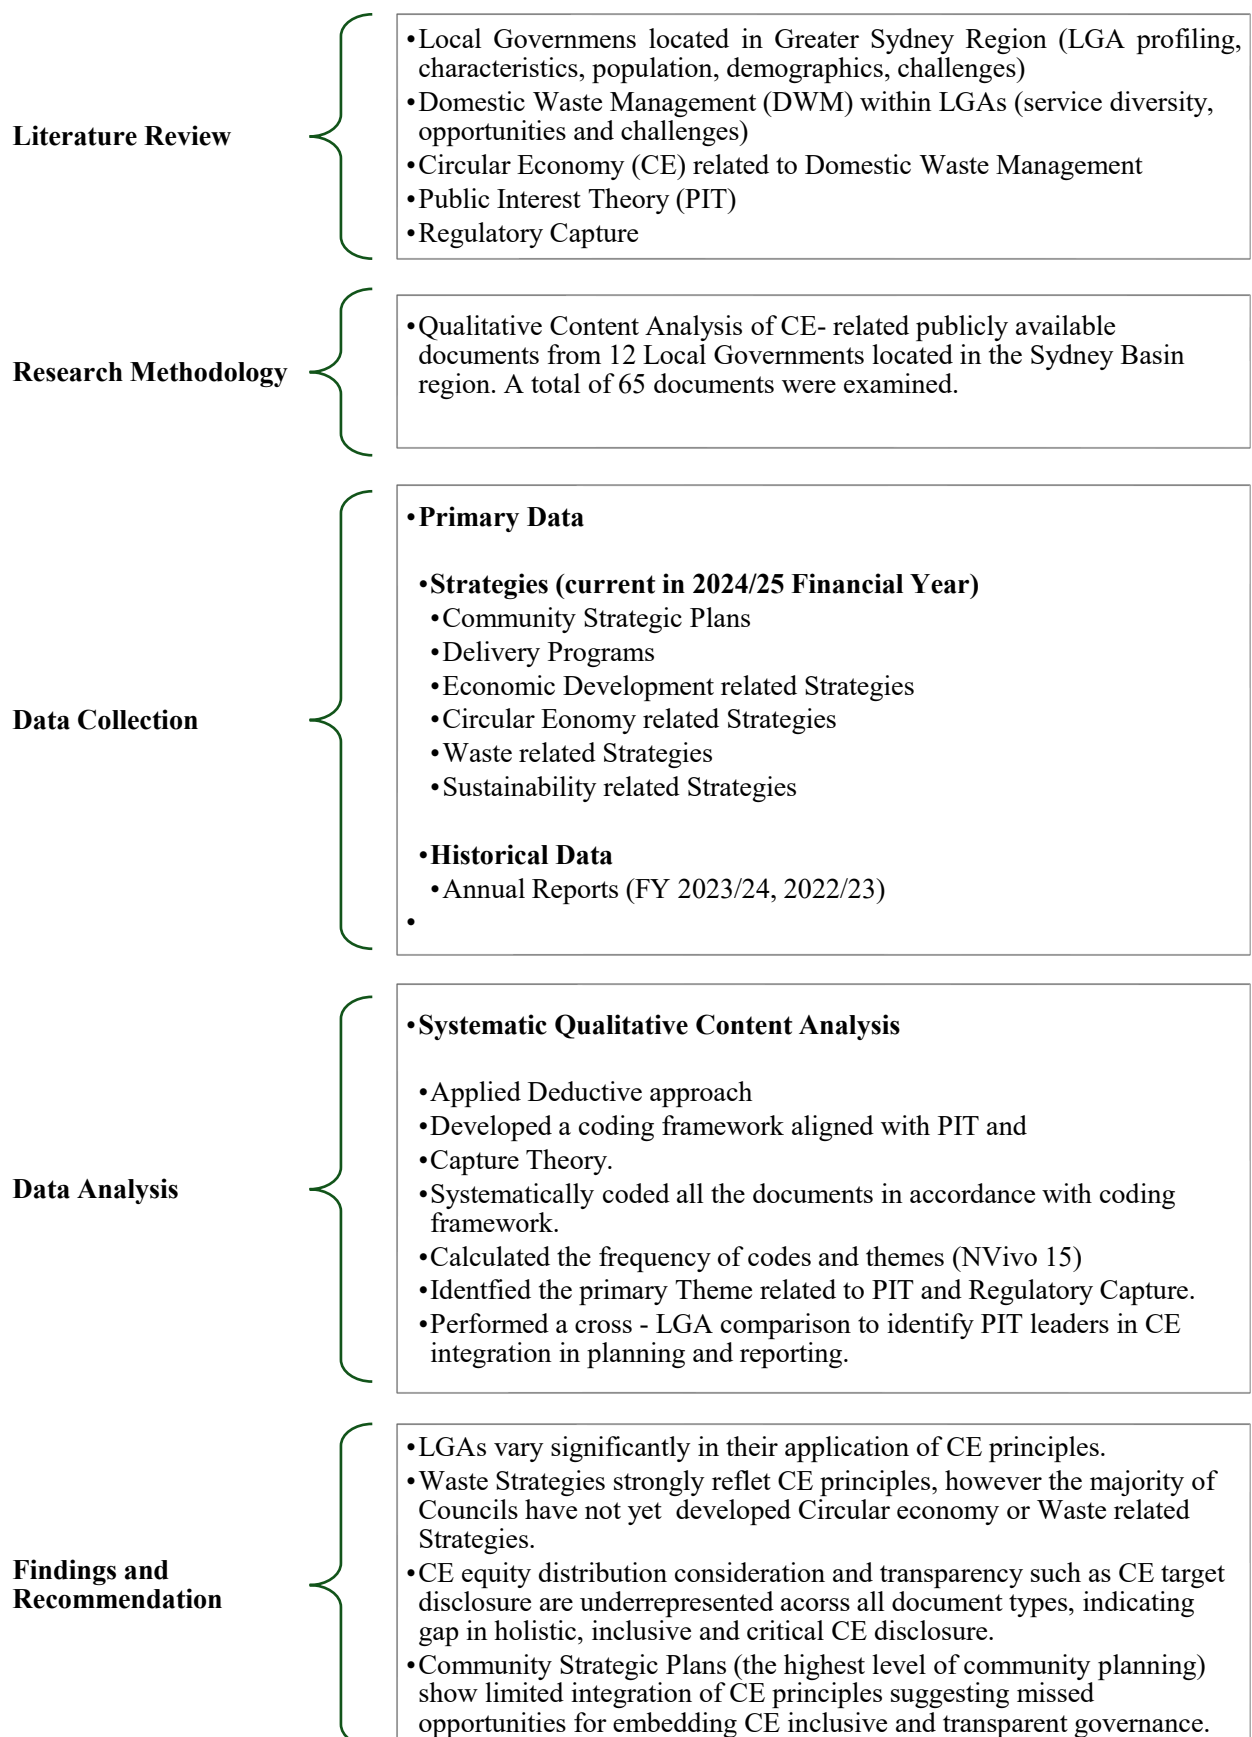 Literature Review
•Local Governmens located in Greater Sydney Region (LGA profiling,
characteristics, population, demographics, challenges)
•Domestic Waste Management (DWM) within LGAs (service diversity,
opportunities and challenges)
•Circular Economy (CE) related to Domestic Waste Management
•Public Interest Theory (PIT)
•Regulatory Capture
Research Methodology
•Qualitative Content Analysis of CE- related publicly available
documents from 12 Local Governments located in the Sydney Basin
region. A total of 65 documents were examined.
Data Collection
•Primary Data
•Strategies (current in 2024/25 Financial Year)
•Community Strategic Plans
•Delivery Programs
•Economic Development related Strategies
•Circular Eonomy related Strategies
•Waste related Strategies
•Sustainability related Strategies
•Historical Data
•Annual Reports (FY 2023/24, 2022/23)
•
Data Analysis
•Systematic Qualitative Content Analysis
•Applied Deductive approach
•Developed a coding framework aligned with PIT and
•Capture Theory.
•Systematically coded all the documents in accordance with coding
framework.
•Calculated the frequency of codes and themes (NVivo 15)
•Identfied the primary Theme related to PIT and Regulatory Capture.
•Performed a cross - LGA comparison to identify PIT leaders in CE
integration in planning and reporting.
Findings and
Recommendation
•LGAs vary significantly in their application of CE principles.
•Waste Strategies strongly reflet CE principles, however the majority of
Councils have not yet  developed Circular economy or Waste related
Strategies.
•CE equity distribution consideration and transparency such as CE target
disclosure are underrepresented acorss all document types, indicating
gap in holistic, inclusive and critical CE disclosure.
•Community Strategic Plans (the highest level of community planning)
show limited integration of CE principles suggesting missed
opportunities for embedding CE inclusive and transparent governance.